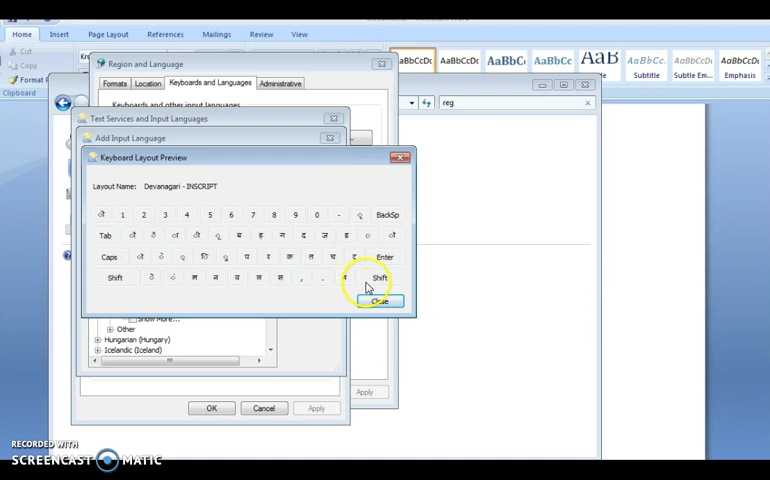 Home Insert Page Layout References Mailings Review View
Cut
Copy
Format
Clipboard
AaBbCcDc AaBbCc AaBbCc AaB AaBbCc. AaBbCcDc AaBbCcDc AaBbCcDc
Subtitle Subtle Em... Emphasis
Region and Language
Formats Location Keyboards and Languages Administrative
Keyboards and other input languages
reg
Text Services and Input Languages
Add Input Language
Keyboard Layout Preview
Layout Name: Devanagari - INSCRIPT
1 2 3 4 5 6 7 8 9 0 - ृ BackSp
Tab ब ह ग द ज ड
Caps प र क त च ट Enter
Shift म न व ल स , . Shift
Close
Show More...
Other
Hungarian (Hungary)
Icelandic (Iceland)
Apply
OK Cancel Apply
RECORDED WITH
SCREENCAST MATIC